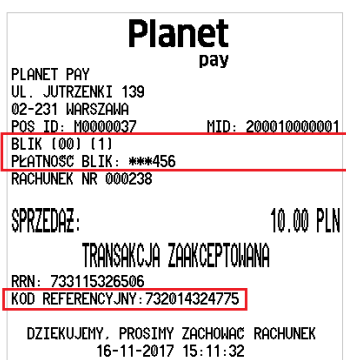 Planet
pay
PLANET PAY
UL. JUTRZENKI 139
02-231 WARSZAWA
POS ID: M0000037 MID: 200010000001
BLIK (00) (1)
PŁATNOŚĆ BLIK: ***456
RACHUNEK NR 000238
SPRZEDAŻ: 10.00 PLN
TRANSAKCJA ZAAKCEPTOWANA
RRN: 733115326506
KOD REFERENCYJNY:732014324775
DZIEKUJEMY, PROSIMY ZACHOWAĆ RACHUNEK
16-11-2017 15:11:32